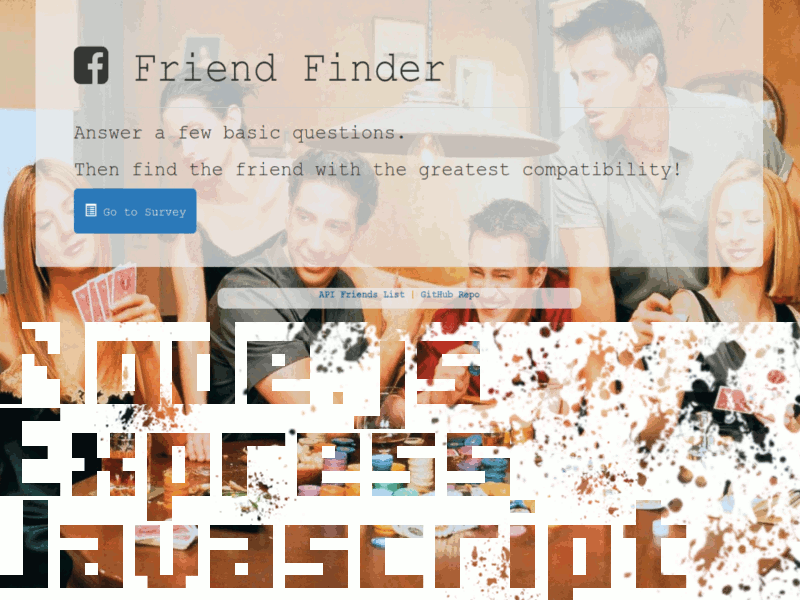 Friend Finder
Answer a few basic questions.
Then find the friend with the greatest compatibility!
Go to Survey
API Friends List | GitHub Repo
Node.js
Express
Javascript